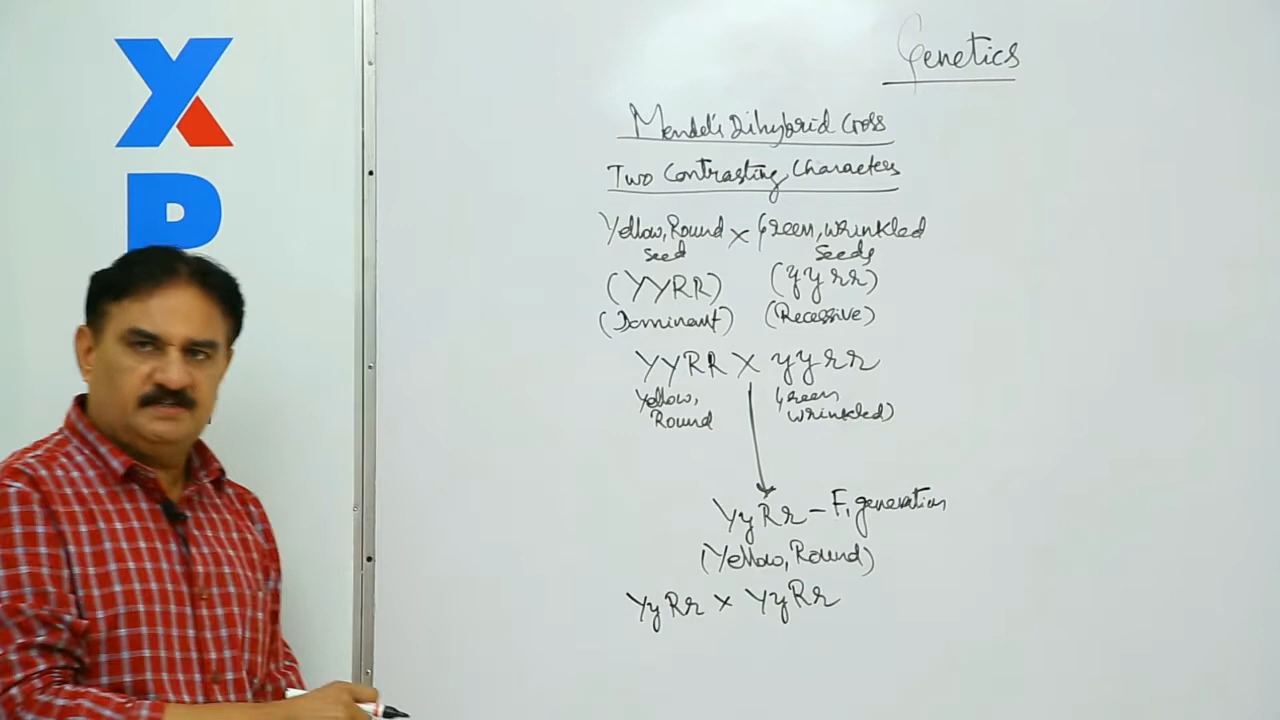 XP
Genetics
Mendel's Dihybrid Cross
Two Contrasting Characters
Yellow, Round seed X Green, wrinkled seeds
(YYRR) (yyrr)
(Dominant) (Recessive)
YYRR X yyrr
Yellow, Round Green wrinkled)
YyRr – F1 generation
(Yellow, Round)
YyRr x YyRr